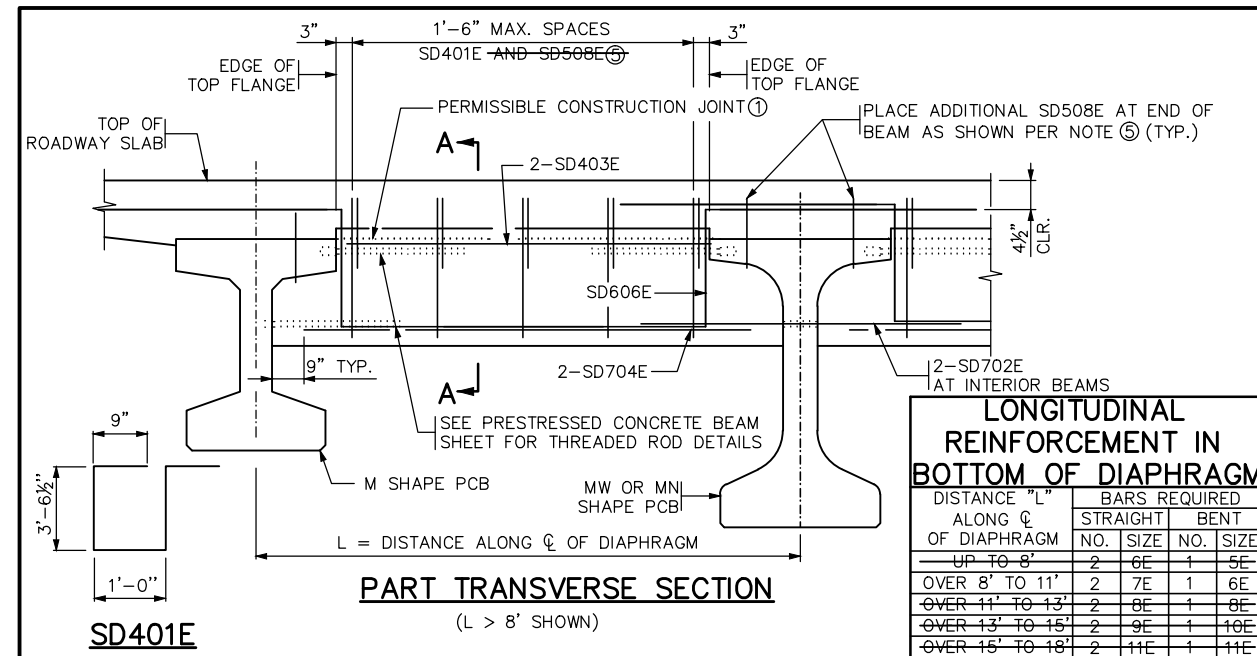 3" 1'-6" MAX. SPACES 3"
SD401E AND SD508E⑤
EDGE OF
TOP FLANGE
EDGE OF
TOP FLANGE
PERMISSIBLE CONSTRUCTION JOINT①
PLACE ADDITIONAL SD508E AT END OF
BEAM AS SHOWN PER NOTE ⑤ (TYP.)
TOP OF
ROADWAY SLAB
A
2-SD403E
4½"
CLR.
SD606E
9" TYP.
2-SD704E
2-SD702E
AT INTERIOR BEAMS
A
SEE PRESTRESSED CONCRETE BEAM
SHEET FOR THREADED ROD DETAILS
M SHAPE PCB
MW OR MN
SHAPE PCB
L = DISTANCE ALONG ℄ OF DIAPHRAGM
PART TRANSVERSE SECTION
(L > 8' SHOWN)
9"
3'-6½"
1'-0"
SD401E
LONGITUDINAL
REINFORCEMENT IN
BOTTOM OF DIAPHRAGM
DISTANCE "L"
ALONG ℄
OF DIAPHRAGM
BARS REQUIRED
STRAIGHT BENT
NO. SIZE NO. SIZE
UP TO 8' 2 6E 1 5E
OVER 8' TO 11' 2 7E 1 6E
OVER 11' TO 13' 2 8E 1 8E
OVER 13' TO 15' 2 9E 1 10E
OVER 15' TO 18' 2 11E 1 11E